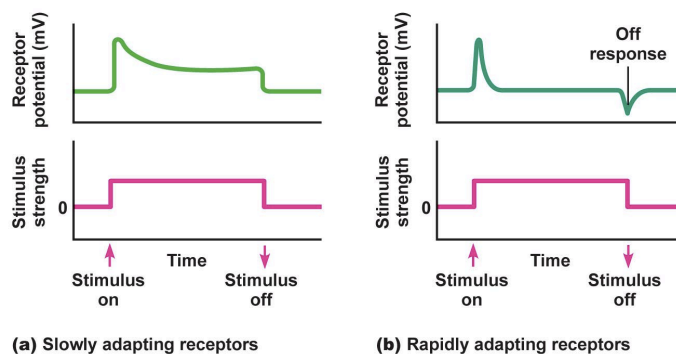 Receptor
potential (mV)
Stimulus
strength
0
Time
Stimulus
on
Stimulus
off
(a) Slowly adapting receptors
Receptor
potential (mV)
Off
response
Stimulus
strength
0
Time
Stimulus
on
Stimulus
off
(b) Rapidly adapting receptors